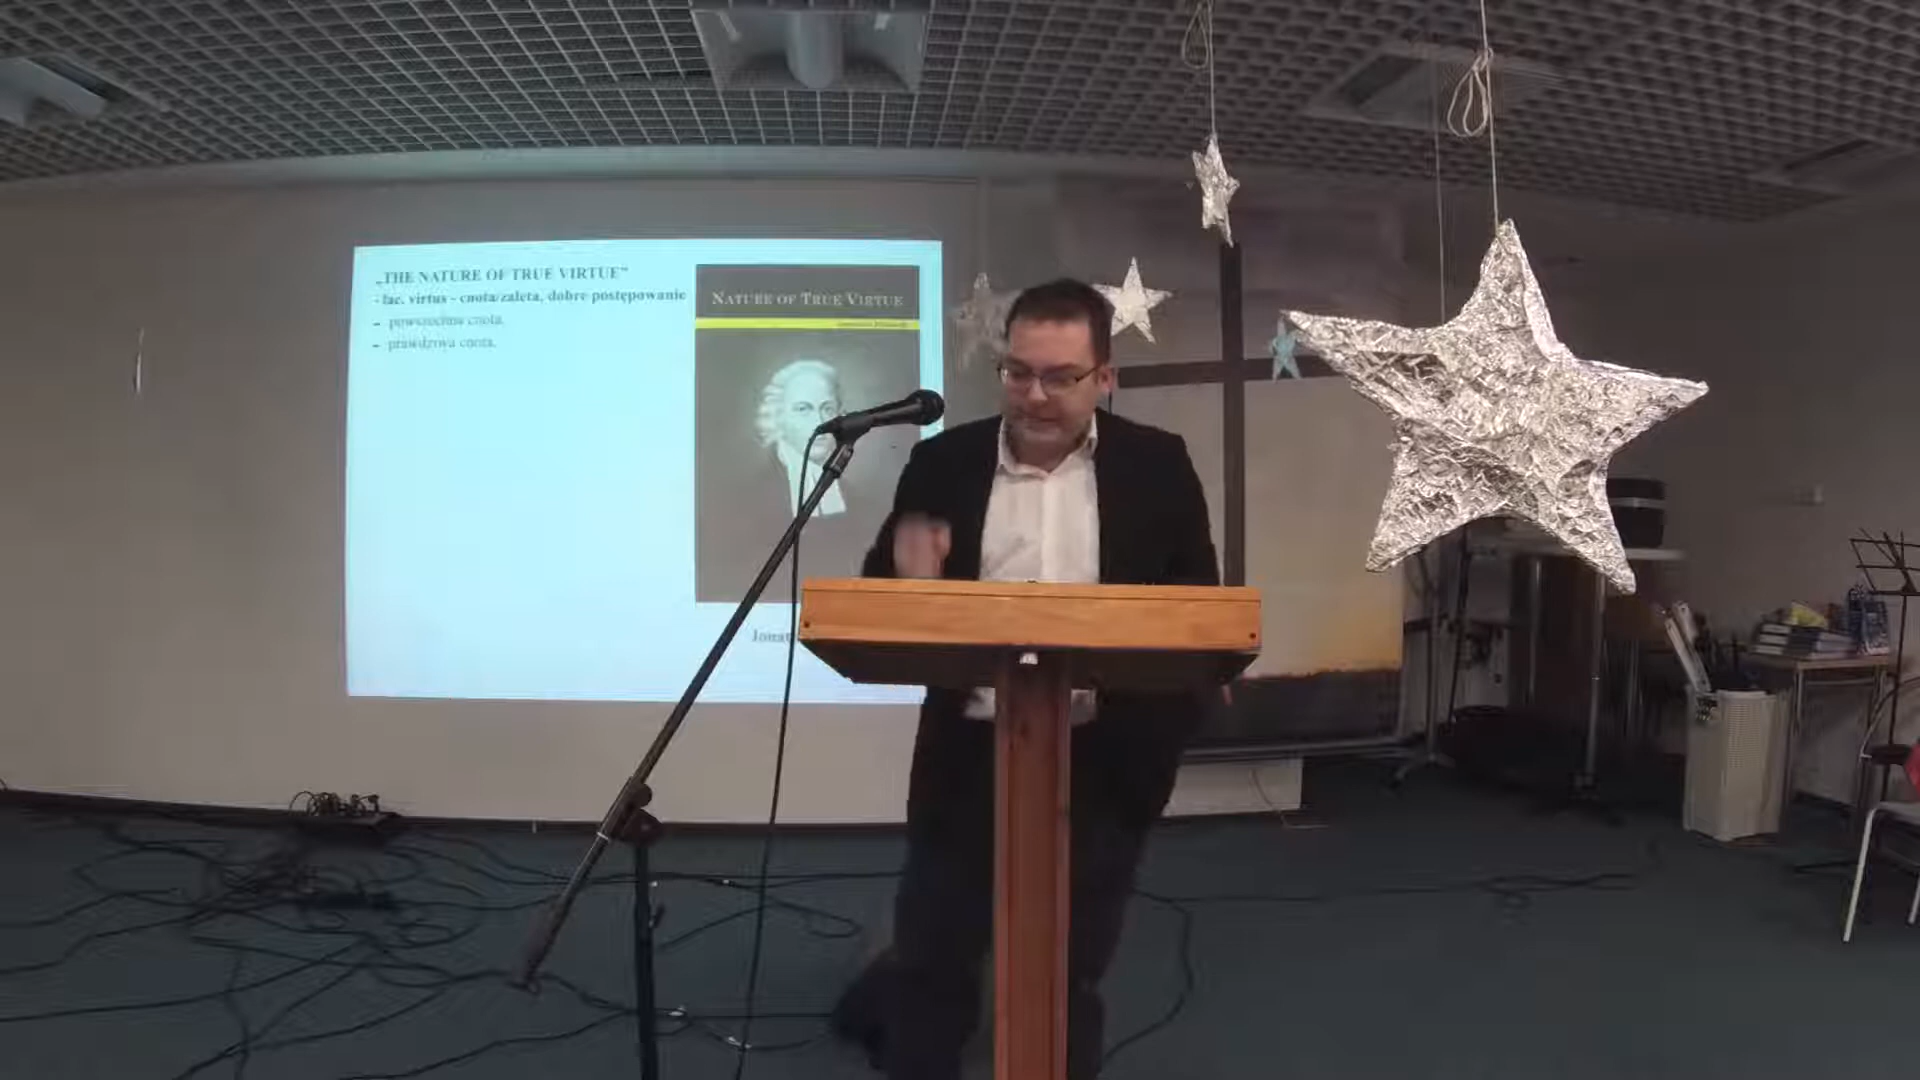 „THE NATURE OF TRUE VIRTUE”
- łac. virtus - cnota/zaleta, dobre postępowanie
- powszechna cnota,
- prawdziwa cnota.
NATURE OF TRUE VIRTUE
Jonat